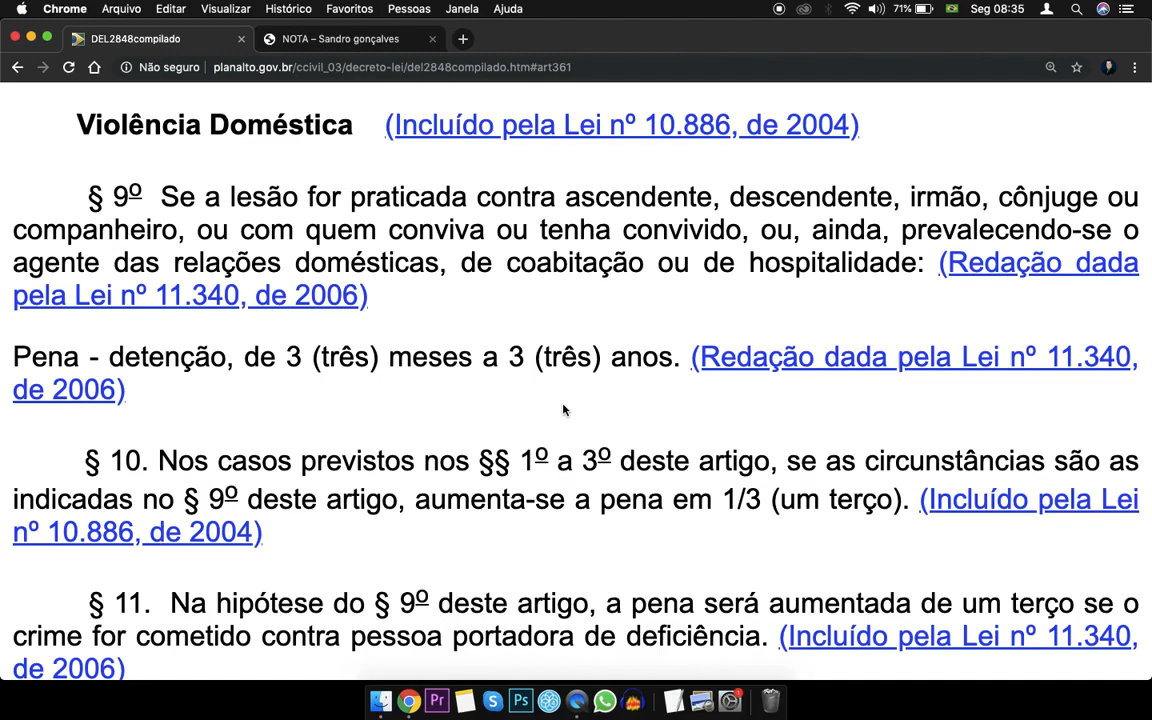 Chrome Arquivo Editar Visualizar Histórico Favoritos Pessoas Janela Ajuda 71% Seg 08:35
DEL2848compilado NOTA – Sandro gonçalves
Não seguro planalto.gov.br/ccivil_03/decreto-lei/del2848compilado.htm#art361
Violência Doméstica (Incluído pela Lei nº 10.886, de 2004)
§ 9º Se a lesão for praticada contra ascendente, descendente, irmão, cônjuge ou
companheiro, ou com quem conviva ou tenha convivido, ou, ainda, prevalecendo-se o
agente das relações domésticas, de coabitação ou de hospitalidade: (Redação dada
pela Lei nº 11.340, de 2006)
Pena - detenção, de 3 (três) meses a 3 (três) anos. (Redação dada pela Lei nº 11.340,
de 2006)
§ 10. Nos casos previstos nos §§ 1º a 3º deste artigo, se as circunstâncias são as
indicadas no § 9º deste artigo, aumenta-se a pena em 1/3 (um terço). (Incluído pela Lei
nº 10.886, de 2004)
§ 11. Na hipótese do § 9º deste artigo, a pena será aumentada de um terço se o
crime for cometido contra pessoa portadora de deficiência. (Incluído pela Lei nº 11.340,
de 2006)
Pr Ps